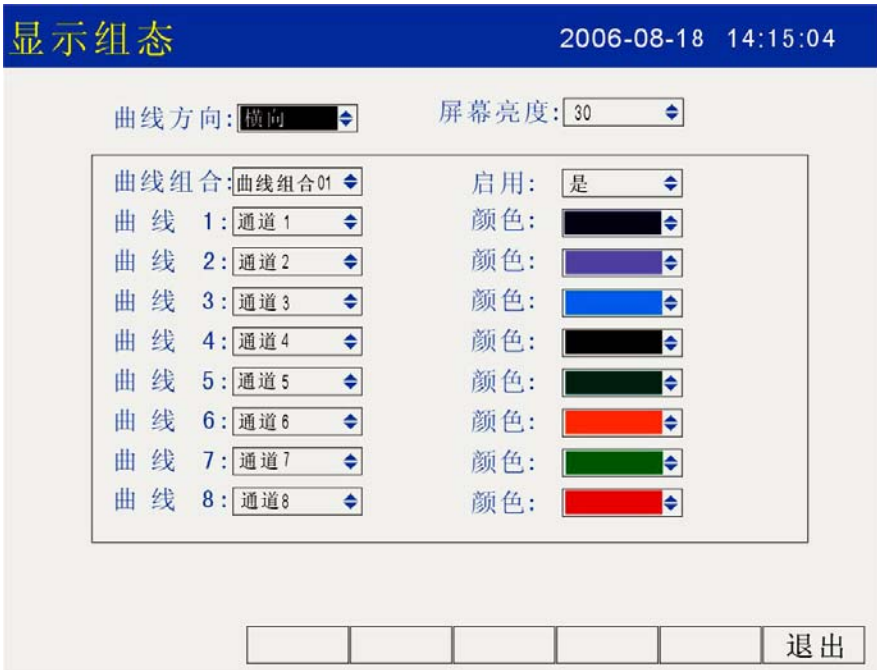 显示组态 2006-08-18 14:15:04
曲线方向: 横向 屏幕亮度: 30
曲线组合: 曲线组合01 启用: 是
曲 线 1: 通道1 颜色:
曲 线 2: 通道2 颜色:
曲 线 3: 通道3 颜色:
曲 线 4: 通道4 颜色:
曲 线 5: 通道5 颜色:
曲 线 6: 通道6 颜色:
曲 线 7: 通道7 颜色:
曲 线 8: 通道8 颜色:
退出